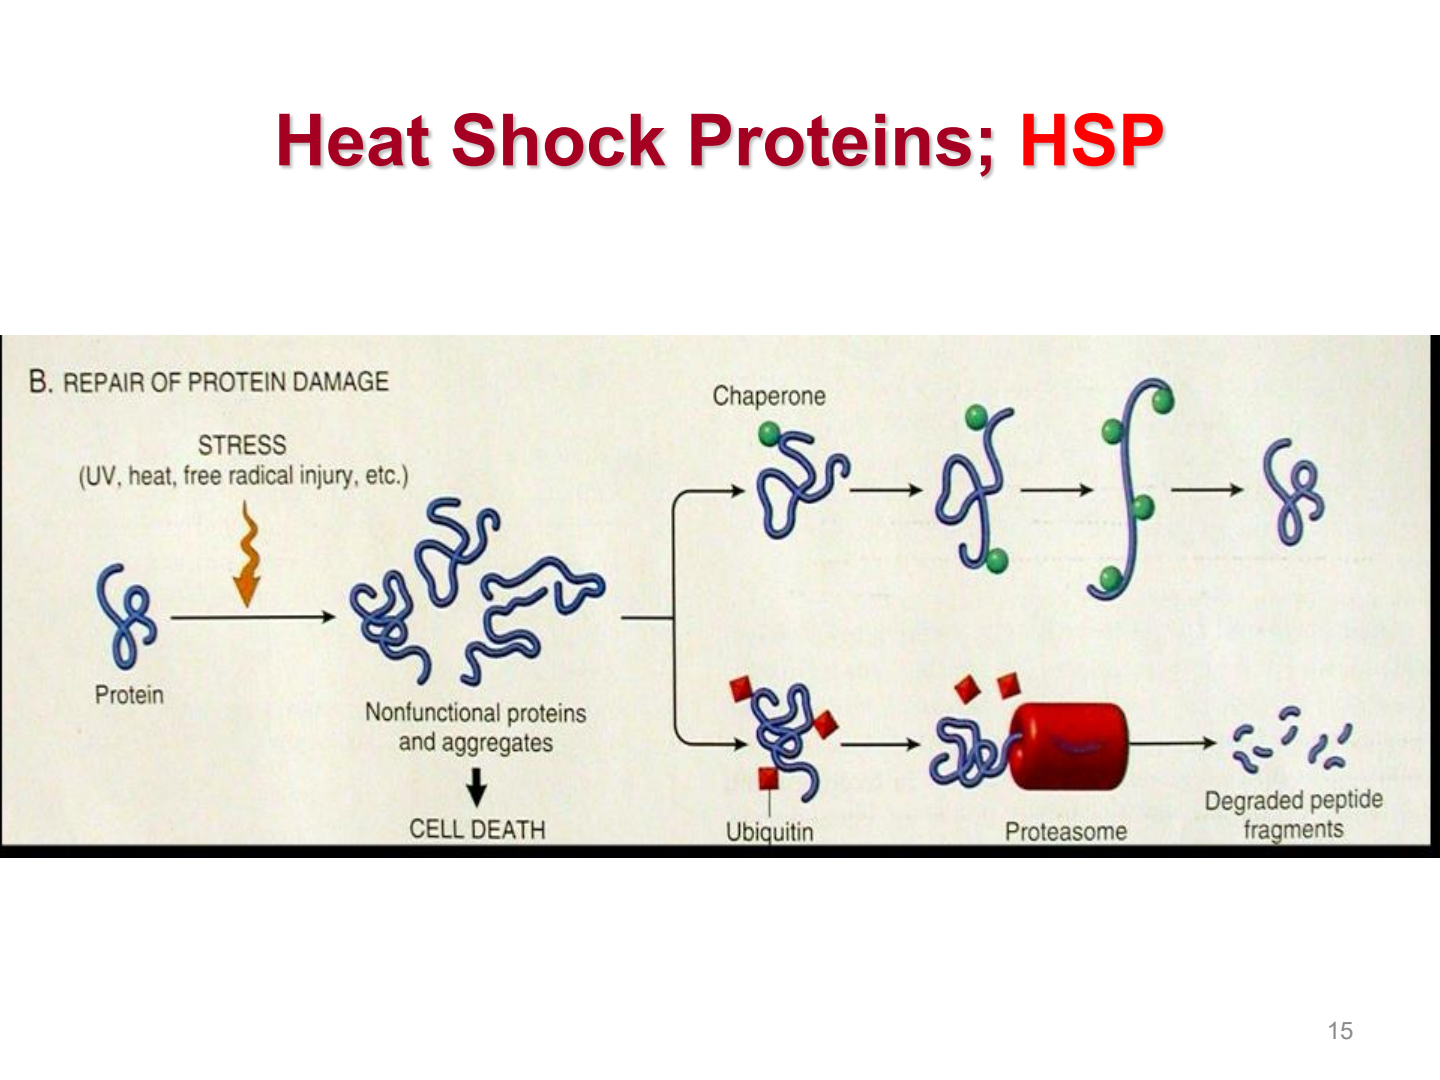 Heat Shock Proteins; HSP
B. REPAIR OF PROTEIN DAMAGE
STRESS
(UV, heat, free radical injury, etc.)
Protein
Nonfunctional proteins
and aggregates
CELL DEATH
Chaperone
Ubiquitin
Proteasome
Degraded peptide
fragments
15